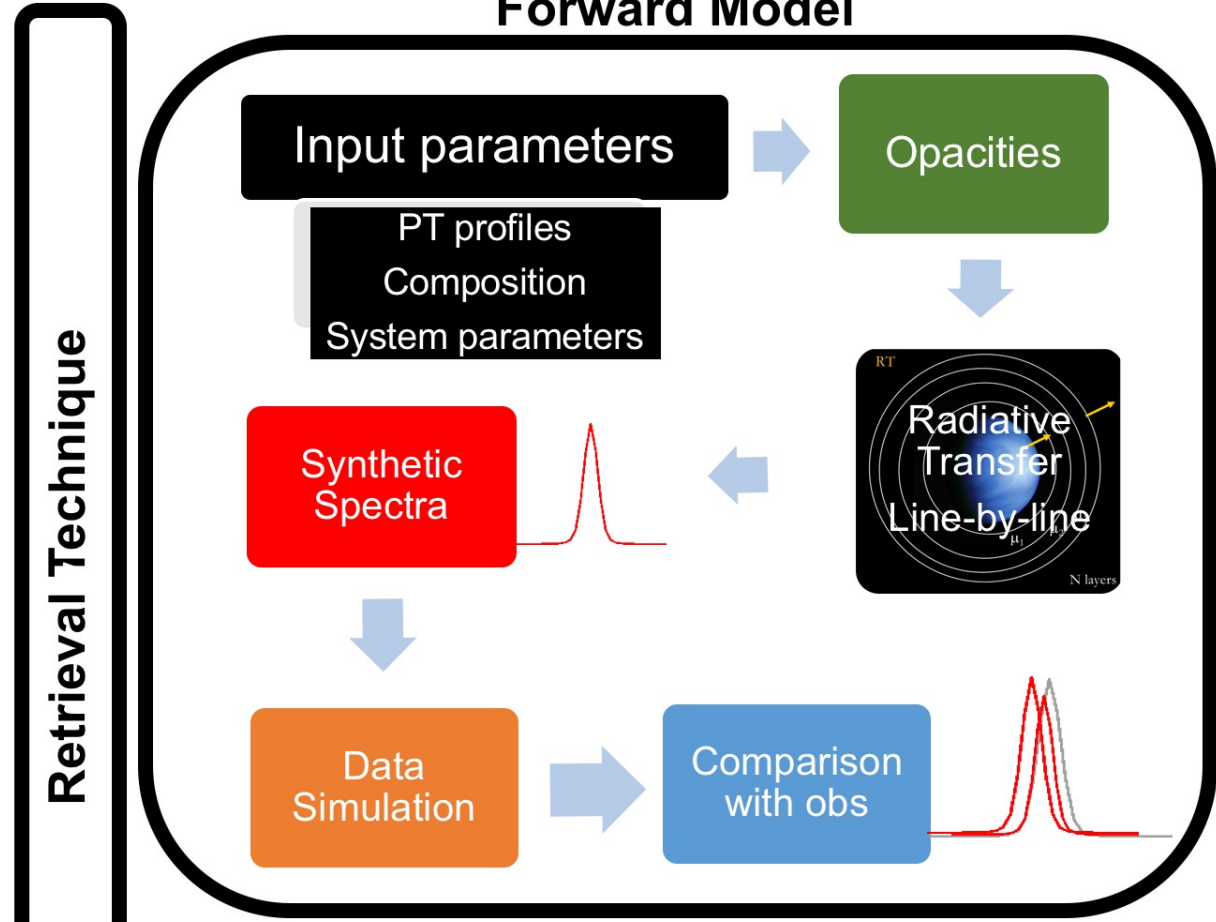 Forward Model
Retrieval Technique
Input parameters
PT profiles
Composition
System parameters
Opacities
RT
Radiative
Transfer
Line-by-line
μ₁
N layers
Synthetic
Spectra
Data
Simulation
Comparison
with obs